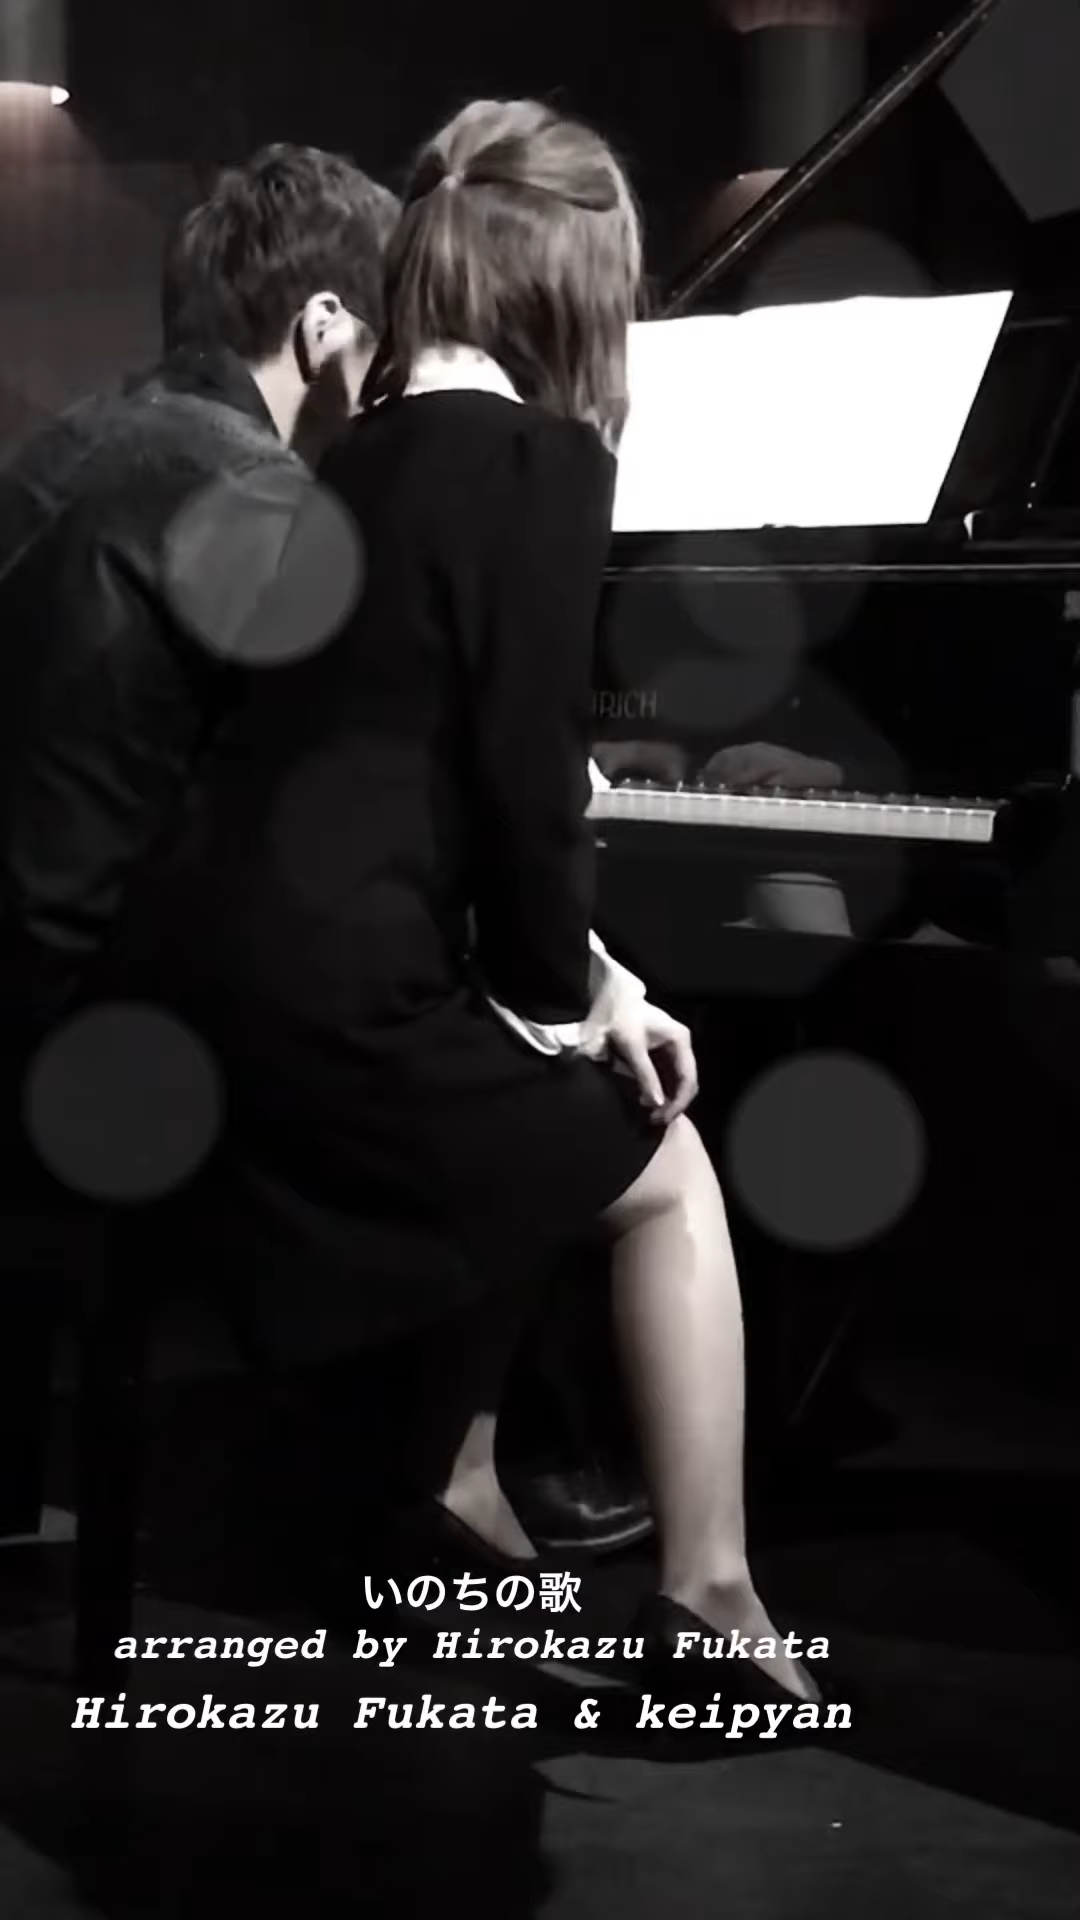 いのちの歌
arranged by Hirokazu Fukata
Hirokazu Fukata & keipyan